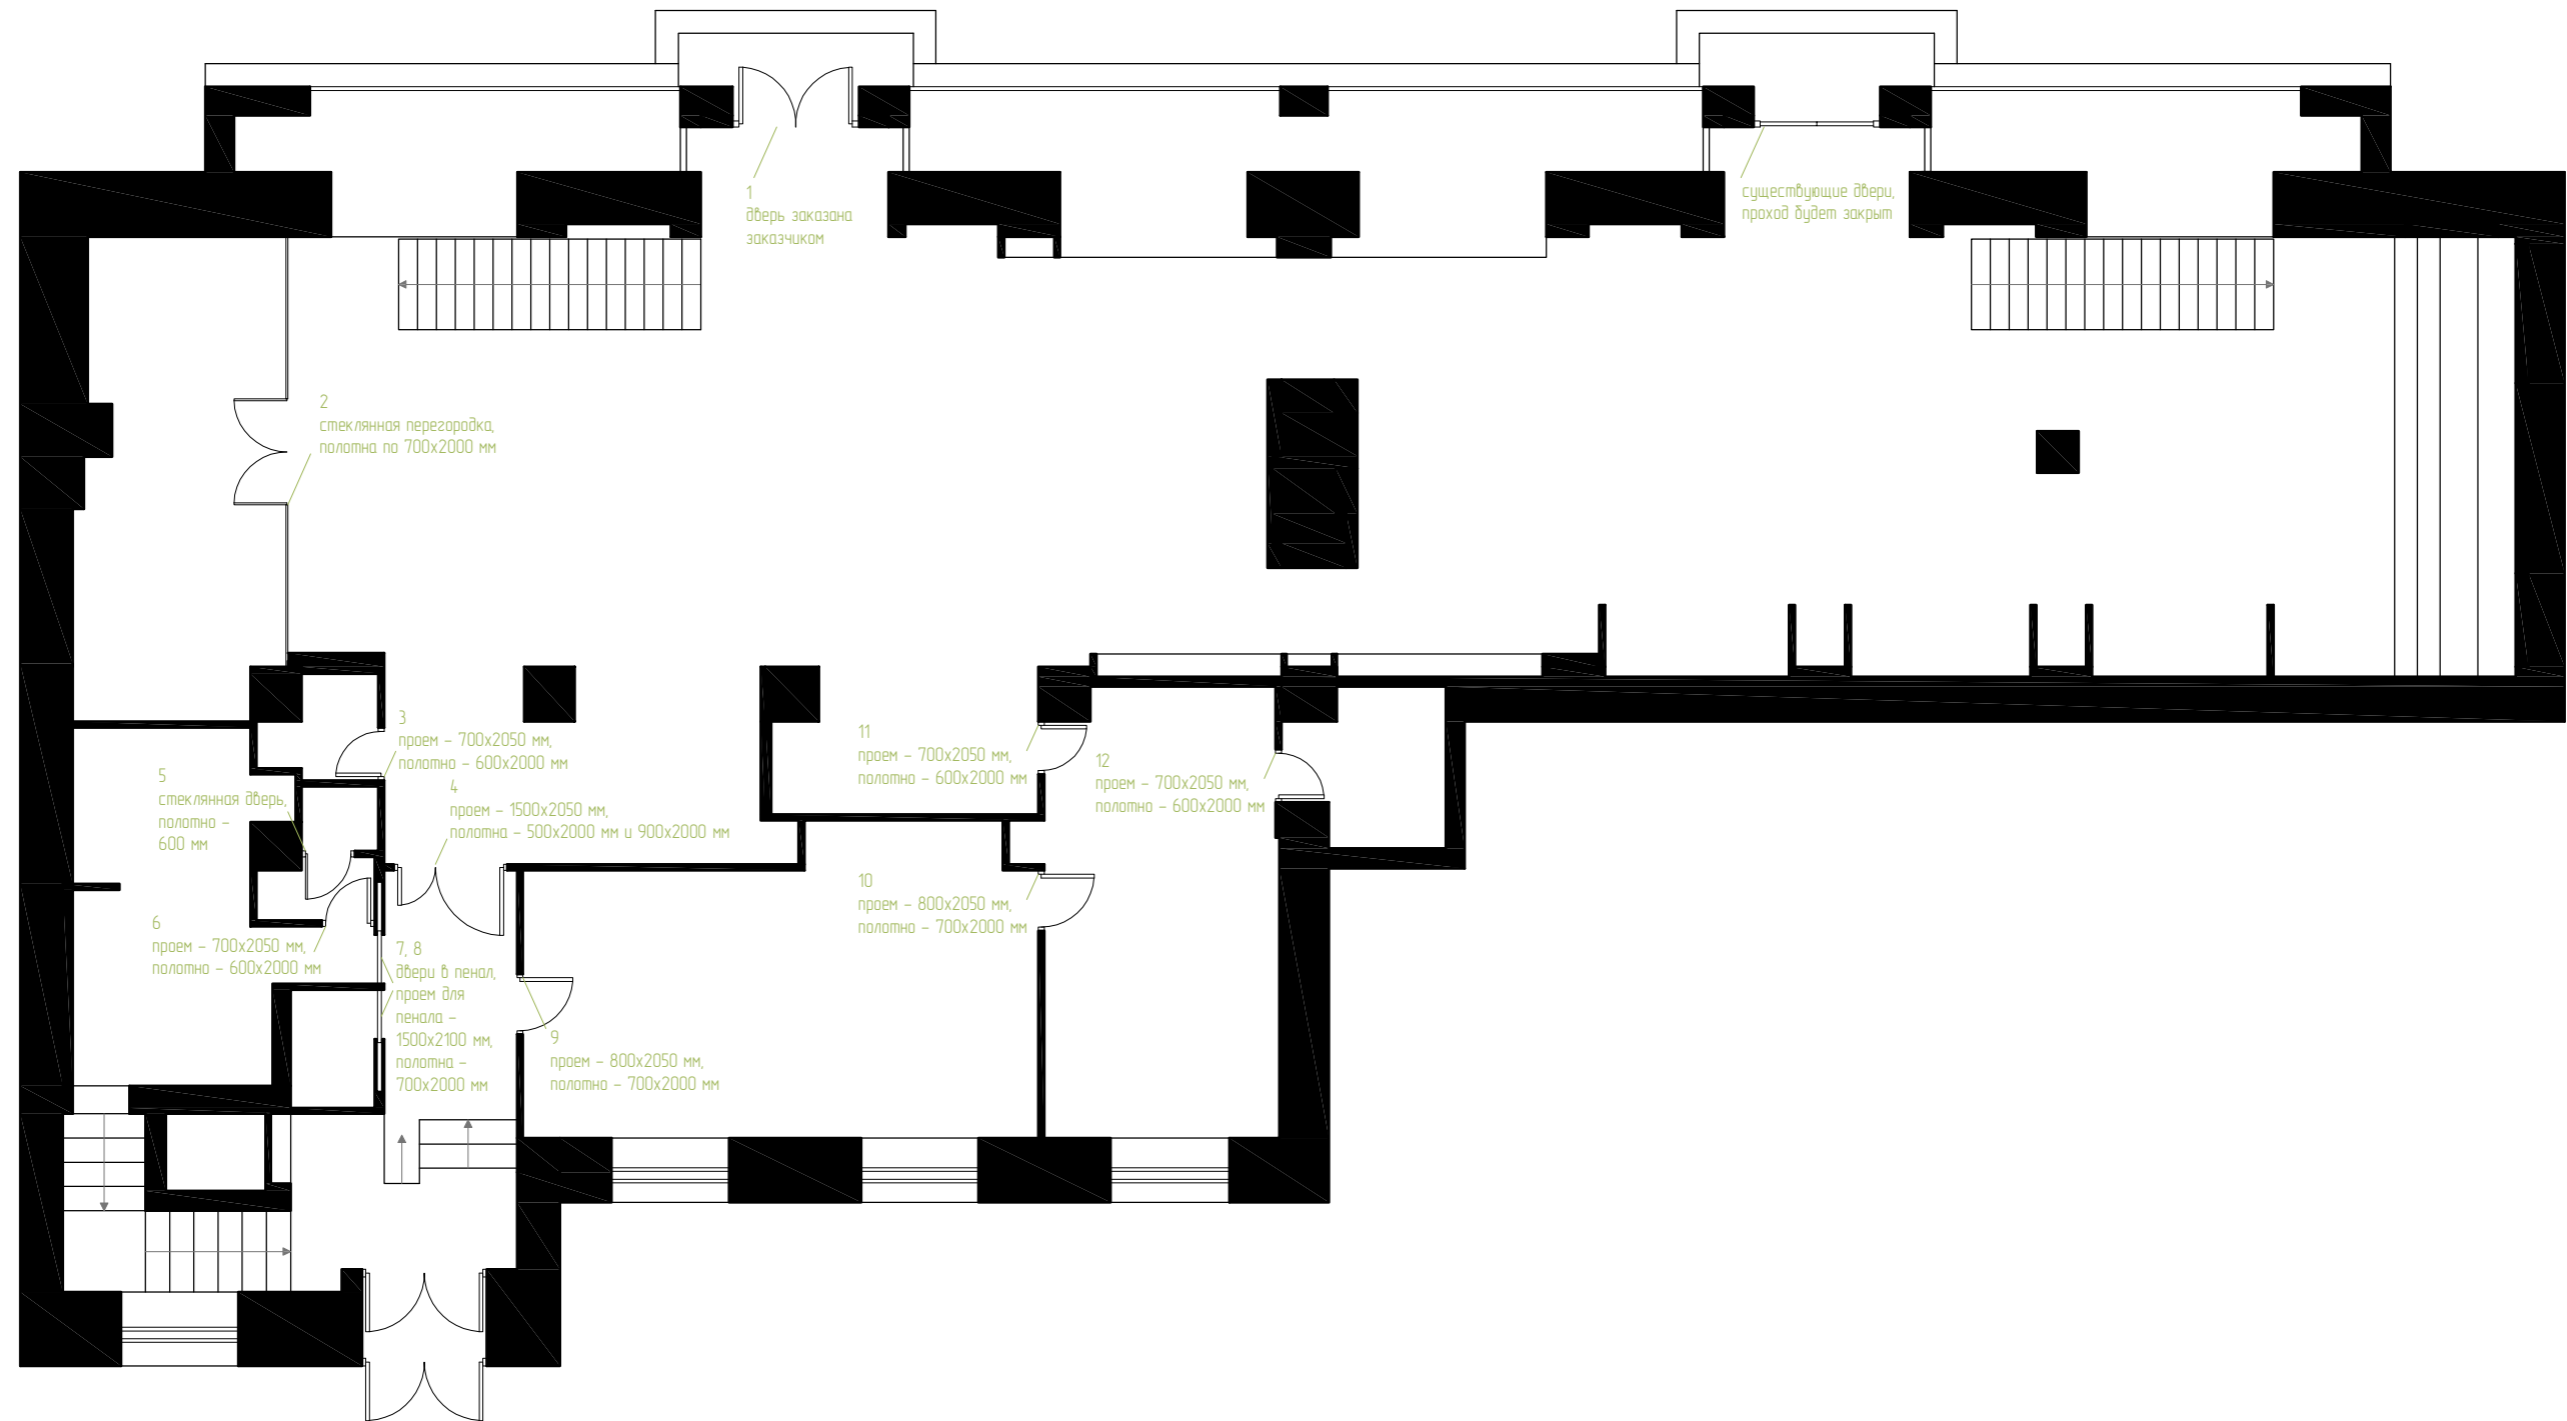 1
дверь заказана
заказчиком
существующие двери,
проход будет закрыт
2
стеклянная перегородка,
полотна по 700х2000 мм
3
проем – 700х2050 мм,
полотно – 600х2000 мм
4
проем – 1500х2050 мм,
полотна – 500х2000 мм и 900х2000 мм
5
стеклянная дверь,
полотно –
600 мм
6
проем – 700х2050 мм,
полотно – 600х2000 мм
7, 8
двери в пенал,
проем для
пенала –
1500х2100 мм,
полотна –
700х2000 мм
9
проем – 800х2050 мм,
полотно – 700х2000 мм
10
проем – 800х2050 мм,
полотно – 700х2000 мм
11
проем – 700х2050 мм,
полотно – 600х2000 мм
12
проем – 700х2050 мм,
полотно – 600х2000 мм